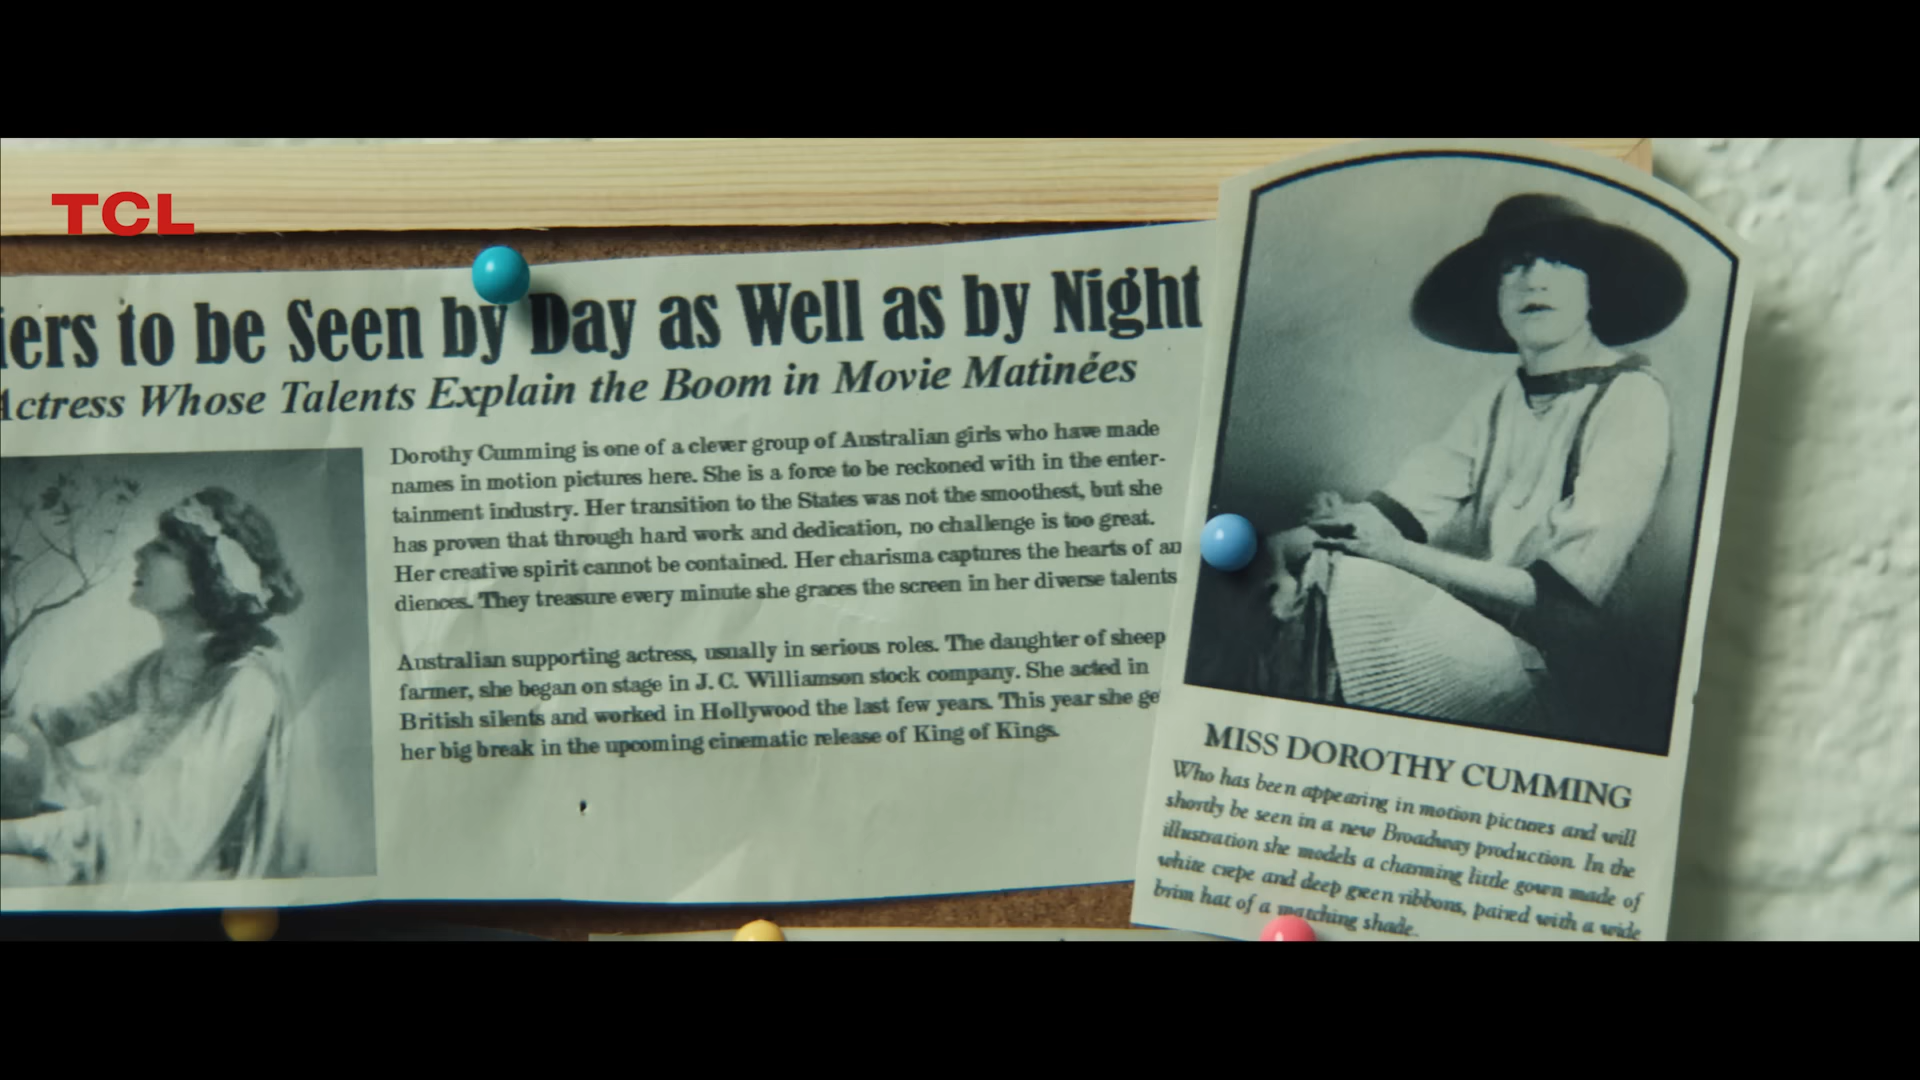 TCL
iers to be Seen by Day as Well as by Night
Actress Whose Talents Explain the Boom in Movie Matinées
Dorothy Cumming is one of a clever group of Australian girls who have made
names in motion pictures here. She is a force to be reckoned with in the enter-
tainment industry. Her transition to the States was not the smoothest, but she
has proven that through hard work and dedication, no challenge is too great.
Her creative spirit cannot be contained. Her charisma captures the hearts of au
diences. They treasure every minute she graces the screen in her diverse talents
Australian supporting actress, usually in serious roles. The daughter of sheep
farmer, she began on stage in J. C. Williamson stock company. She acted in
British silents and worked in Hollywood the last few years. This year she ge
her big break in the upcoming cinematic release of King of Kings.
MISS DOROTHY CUMMING
Who has been appearing in motion pictures and will
shortly be seen in a new Broadway production. In the
illustration she models a charming little gown made of
white crepe and deep green ribbons, paired with a wide
brim hat of a matching shade.